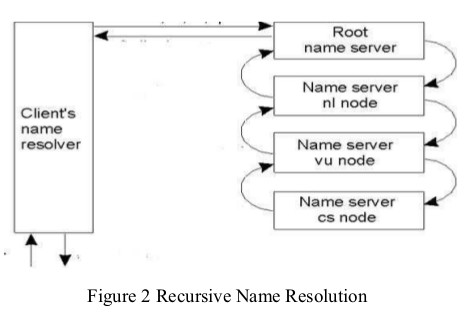 Root
name server
Name server
nl node
Client's
name
resolver
Name server
vu node
Name server
cs node
Figure 2 Recursive Name Resolution